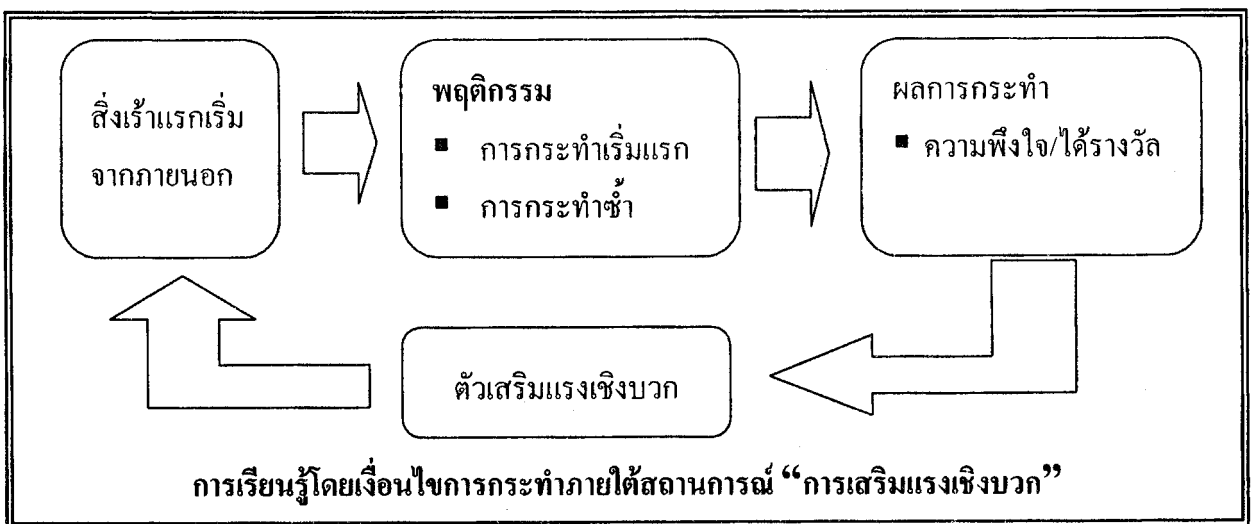 สิ่งเร้าแรกเริ่ม
จากภายนอก
พฤติกรรม
■ การกระทำเริ่มแรก
■ การกระทำซ้ำ
ผลการกระทำ
■ ความพึงใจ/ได้รางวัล
ตัวเสริมแรงเชิงบวก
การเรียนรู้โดยเงื่อนไขการกระทำภายใต้สถานการณ์ “การเสริมแรงเชิงบวก”